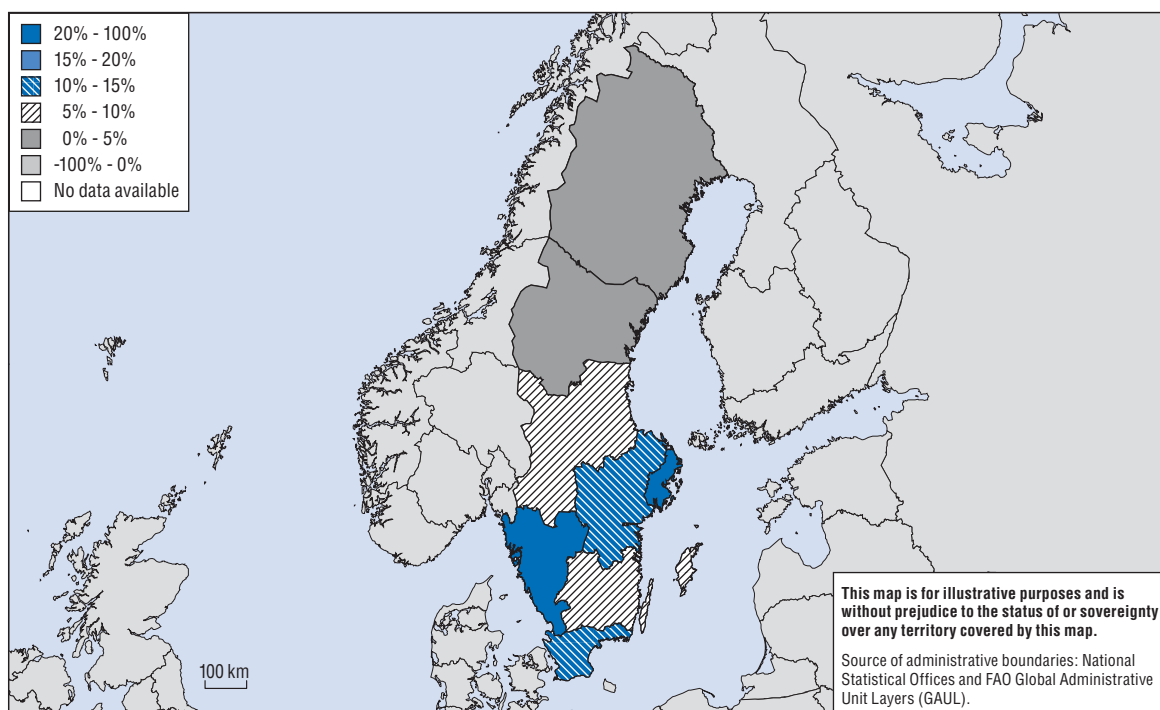 20% - 100%
15% - 20%
10% - 15%
5% - 10%
0% - 5%
-100% - 0%
No data available
100 km
This map is for illustrative purposes and is
without prejudice to the status of or sovereignty
over any territory covered by this map.
Source of administrative boundaries: National
Statistical Offices and FAO Global Administrative
Unit Layers (GAUL).